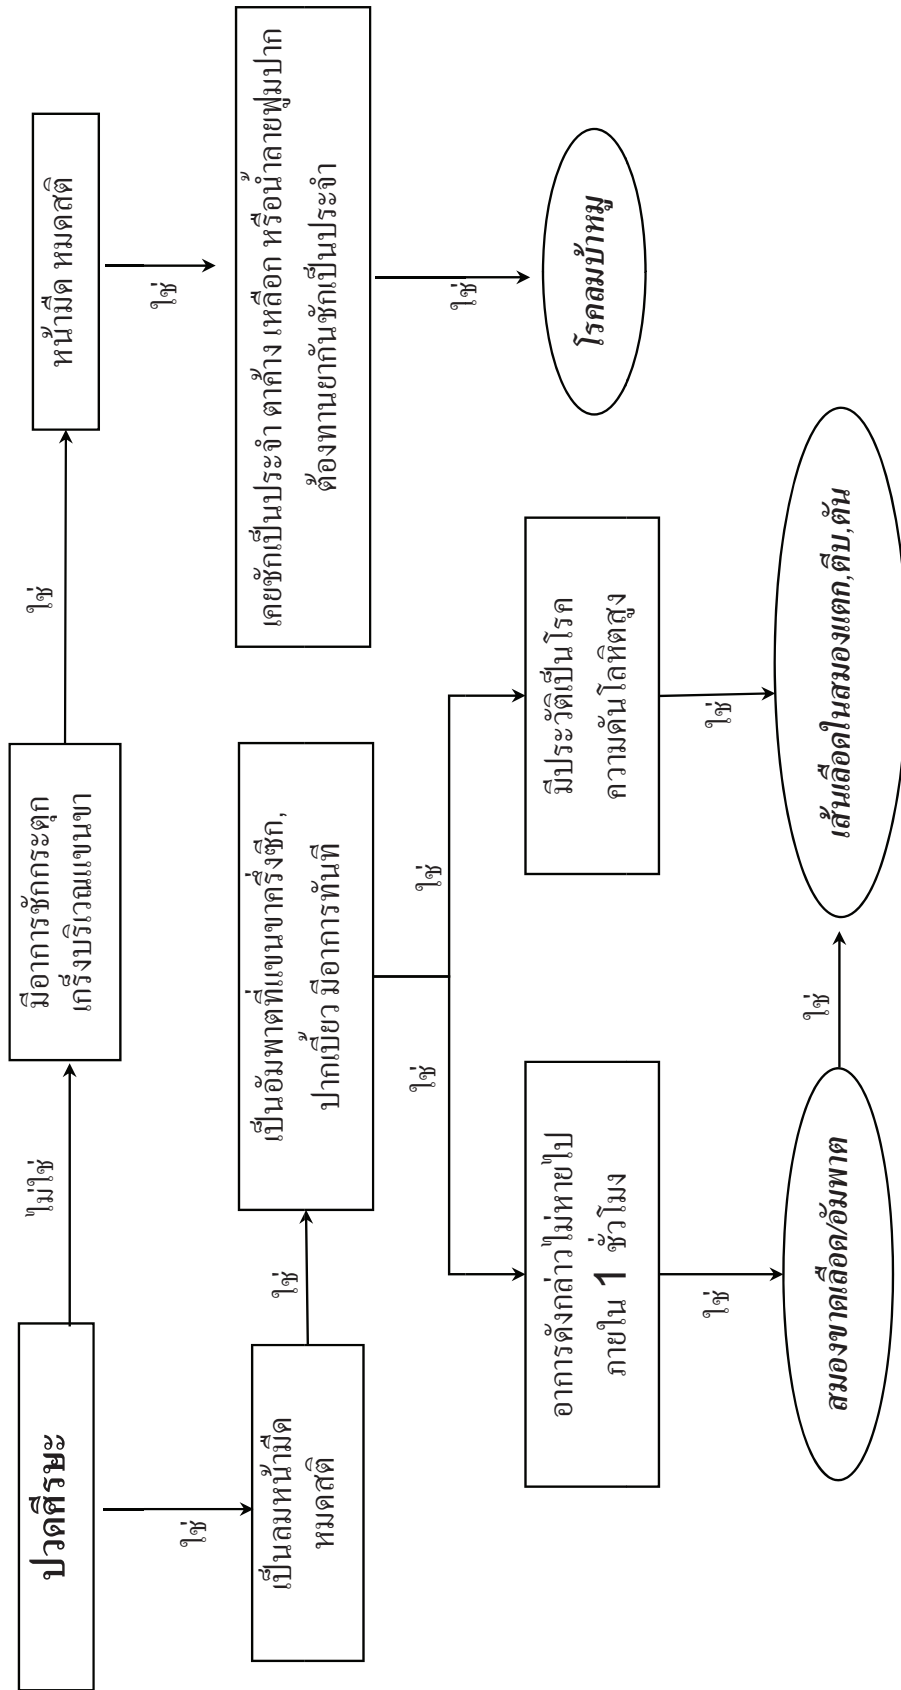 ปวดศีรษะ
ไม่ใช่
มีอาการชักกระตุก
เกร็งบริเวณแขนขา
ใช่
หน้ามืด หมดสติ
ใช่
เป็นลมหน้ามืด
หมดสติ
ใช่
เป็นอัมพาตที่แขนขาครึ่งซีก,
ปากเบี้ยว มีอาการทันที
ใช่
เคยชักเป็นประจำ ตาค้าง เหลือก หรือน้ำลายฟูมปาก
ต้องทานยากันชักเป็นประจำ
ใช่
ใช่
ใช่
อาการดังกล่าวไม่หายไป
ภายใน 1 ชั่วโมง
มีประวัติเป็นโรค
ความดันโลหิตสูง
โรคลมบ้าหมู
ใช่
ใช่
ใช่
สมองขาดเลือด/อัมพาต
ใช่
เส้นเลือดในสมองแตก,ตีบ,ตัน